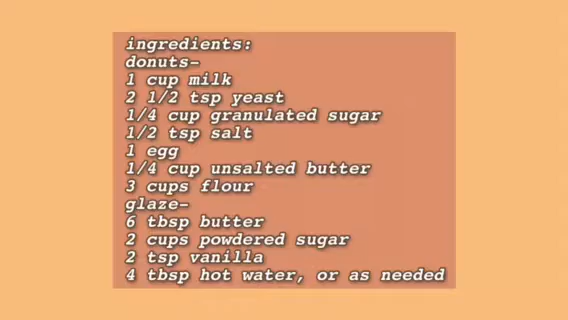 ingredients:
donuts-
1 cup milk
2 1/2 tsp yeast
1/4 cup granulated sugar
1/2 tsp salt
1 egg
1/4 cup unsalted butter
3 cups flour
glaze-
6 tbsp butter
2 cups powdered sugar
2 tsp vanilla
4 tbsp hot water, or as needed